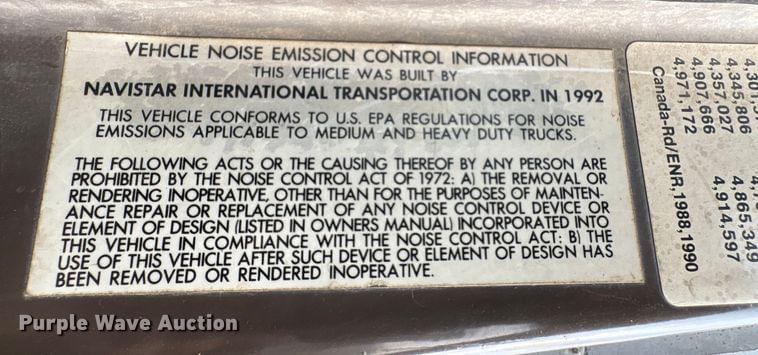 VEHICLE NOISE EMISSION CONTROL INFORMATION
THIS VEHICLE WAS BUILT BY
NAVISTAR INTERNATIONAL TRANSPORTATION CORP. IN 1992
THIS VEHICLE CONFORMS TO U.S. EPA REGULATIONS FOR NOISE
EMISSIONS APPLICABLE TO MEDIUM AND HEAVY DUTY TRUCKS.
THE FOLLOWING ACTS OR THE CAUSING THEREOF BY ANY PERSON ARE
PROHIBITED BY THE NOISE CONTROL ACT OF 1972: A) THE REMOVAL OR
RENDERING INOPERATIVE, OTHER THAN FOR THE PURPOSES OF MAINTEN-
ANCE REPAIR OR REPLACEMENT OF ANY NOISE CONTROL DEVICE OR
ELEMENT OF DESIGN (LISTED IN OWNERS MANUAL) INCORPORATED INTO
THIS VEHICLE IN COMPLIANCE WITH THE NOISE CONTROL ACT: B) THE
USE OF THIS VEHICLE AFTER SUCH DEVICE OR ELEMENT OF DESIGN HAS
BEEN REMOVED OR RENDERED INOPERATIVE.
4,345,806 4,865,349
4,357,027 4,914,597
4,907,666
4,971,172
Canada-Rd/ENR,1988,1990
Purple Wave Auction